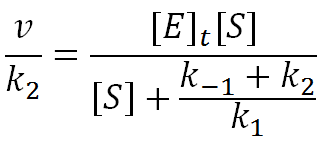 v/k₂ = [E]ₜ[S] / ([S] + (k₋₁ + k₂)/k₁)